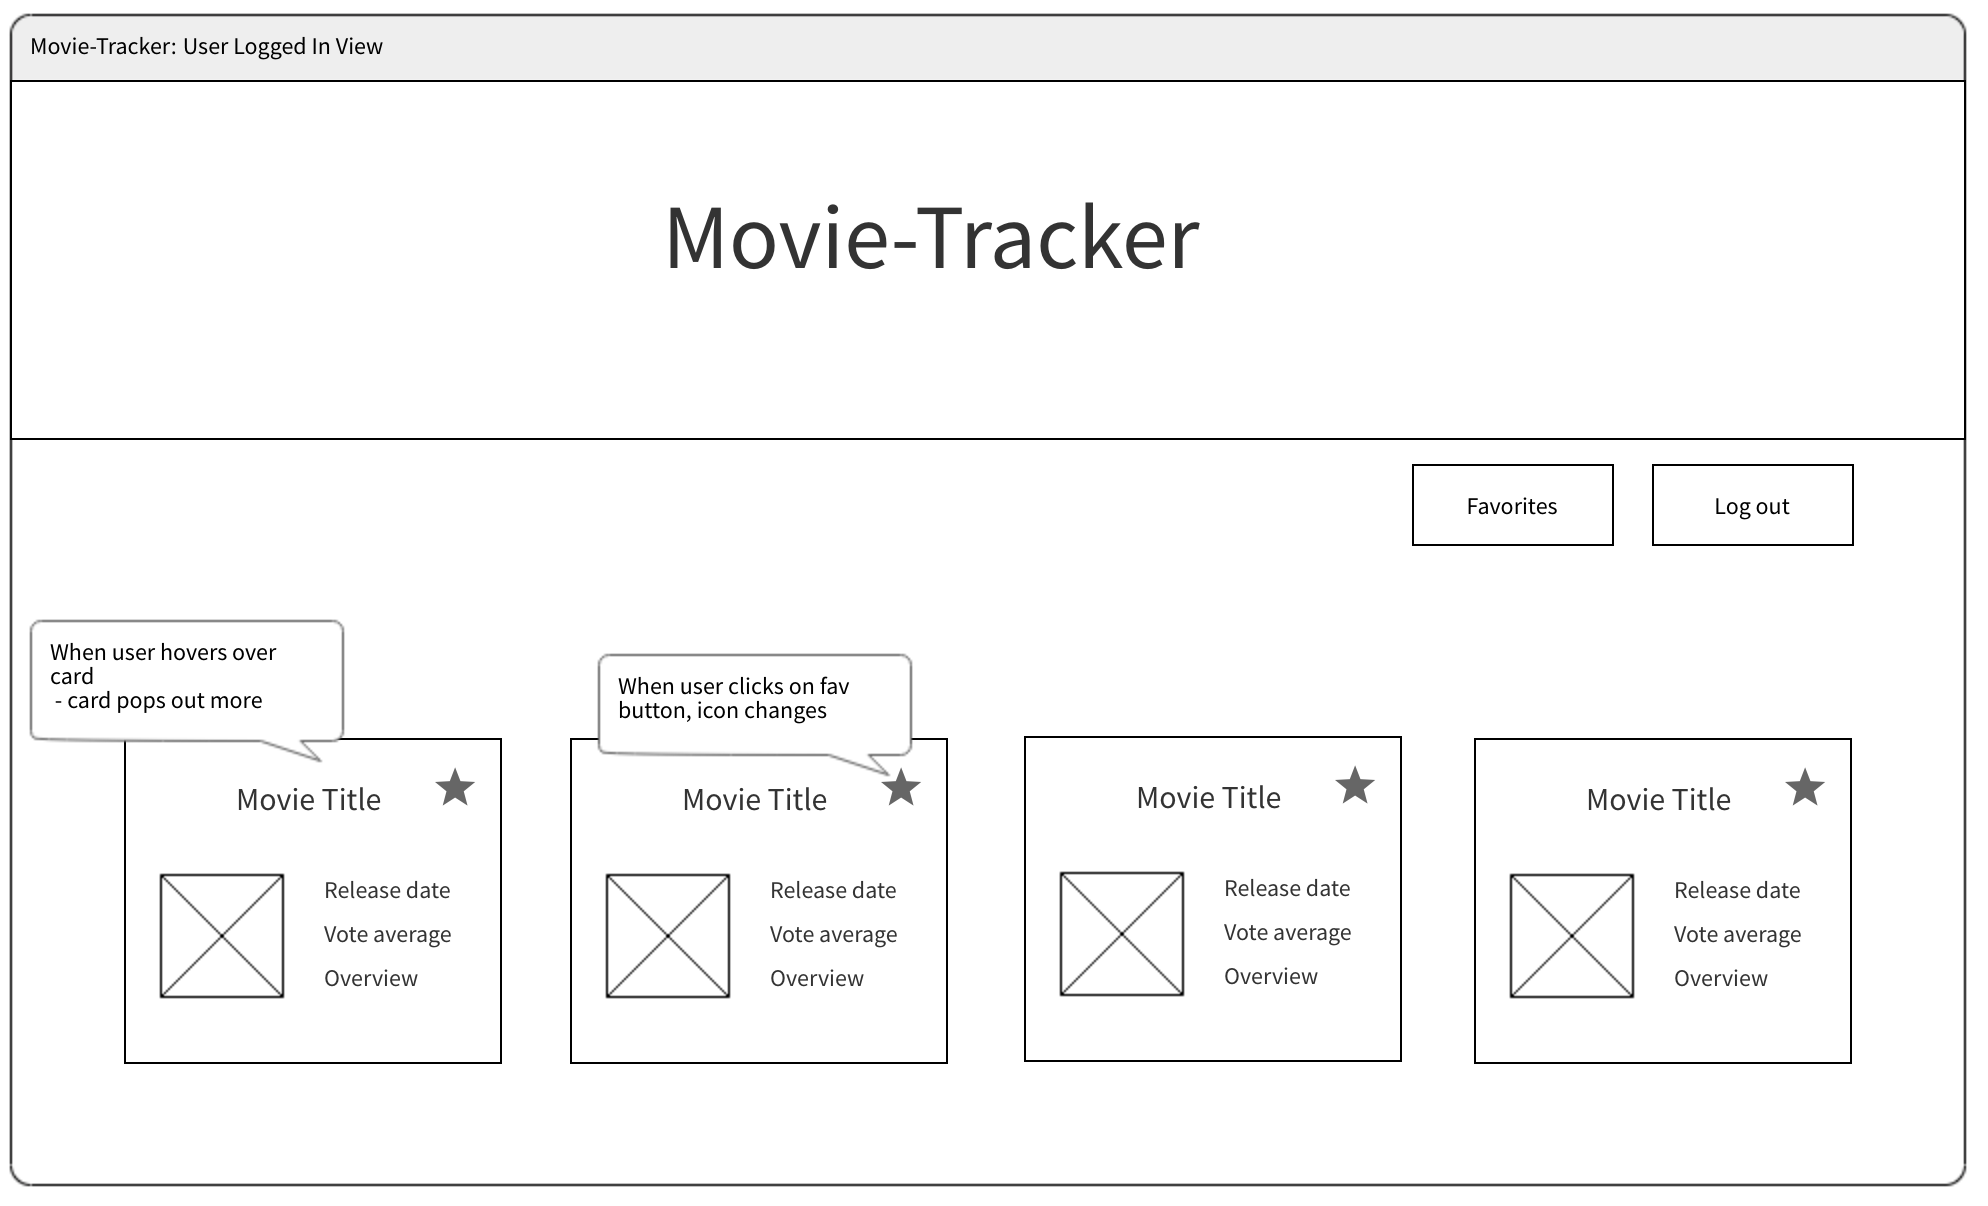 Movie-Tracker: User Logged In View
Movie-Tracker
Favorites
Log out
When user hovers over
card
- card pops out more
When user clicks on fav
button, icon changes
Movie Title
Release date
Vote average
Overview
Movie Title
Release date
Vote average
Overview
Movie Title
Release date
Vote average
Overview
Movie Title
Release date
Vote average
Overview